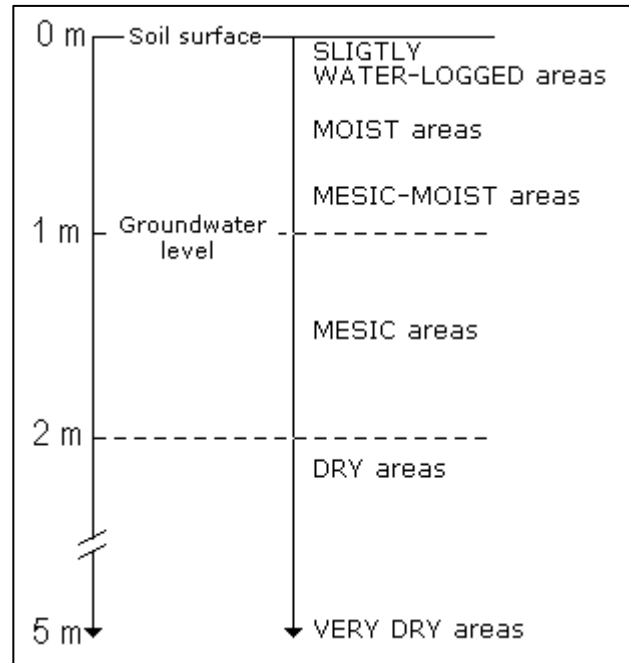 0 m
Soil surface
SLIGTLY
WATER-LOGGED areas
MOIST areas
MESIC-MOIST areas
1 m
Groundwater
level
MESIC areas
2 m
DRY areas
5 m
VERY DRY areas